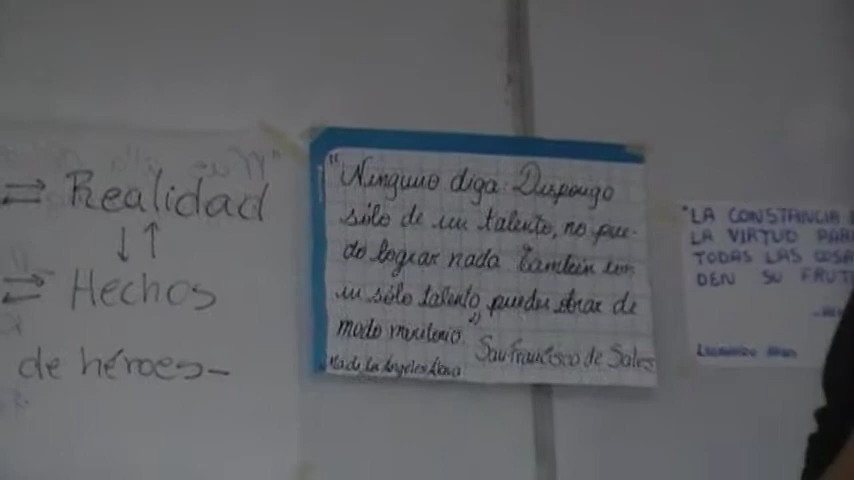 ⇄ Realidad
↓↑
⇄ Hechos
de héroes-
"Ninguno diga: Dispongo
sólo de un talento, no pue-
do lograr nada También con
un sólo talento, puedes obrar de
modo meritorio."
San Francisco de Sales
"LA CONSTANCIA
LA VIRTUD PAR
TODAS LAS COSA
DEN SU FRUT